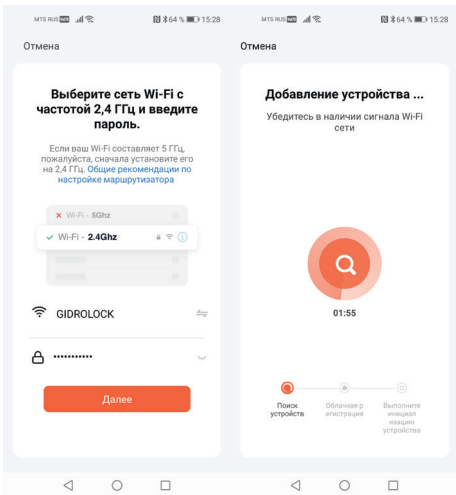 MTS RUS 64 % 15:28
Отмена
Выберите сеть Wi-Fi с
частотой 2,4 ГГц и введите
пароль.
Если ваш Wi-Fi составляет 5 ГГц,
пожалуйста, сначала установите его
на 2,4 ГГц. Общие рекомендации по
настройке маршрутизатора
Wi-Fi - 5Ghz
Wi-Fi - 2.4Ghz
GIDROLOCK
•••••••••••
Далее
MTS RUS 64 % 15:28
Отмена
Добавление устройства ...
Убедитесь в наличии сигнала Wi-Fi
сети
01:55
Поиск
устройств
Облачная р
егистрация
Выполните
инициал
изацию
устройства